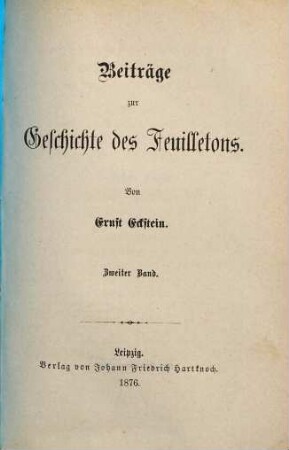 Beiträge
zur
Geschichte des Feuilletons.
Von
Ernst Eckstein.
Zweiter Band.
Leipzig.
Verlag von Johann Friedrich Hartknoch.
1876.